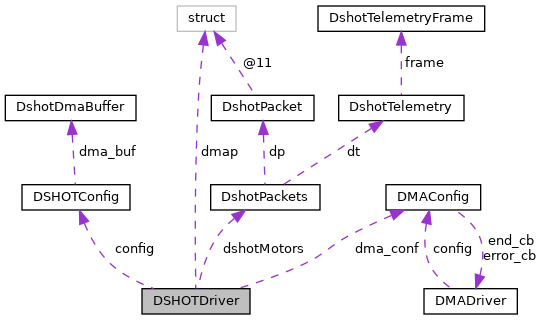 struct
DshotTelemetryFrame
@11
frame
DshotDmaBuffer
DshotPacket
DshotTelemetry
dma_buf
dmap
dp
dt
DSHOTConfig
DshotPackets
DMAConfig
config
dshotMotors
dma_conf
config
end_cb
error_cb
DSHOTDriver
DMADriver